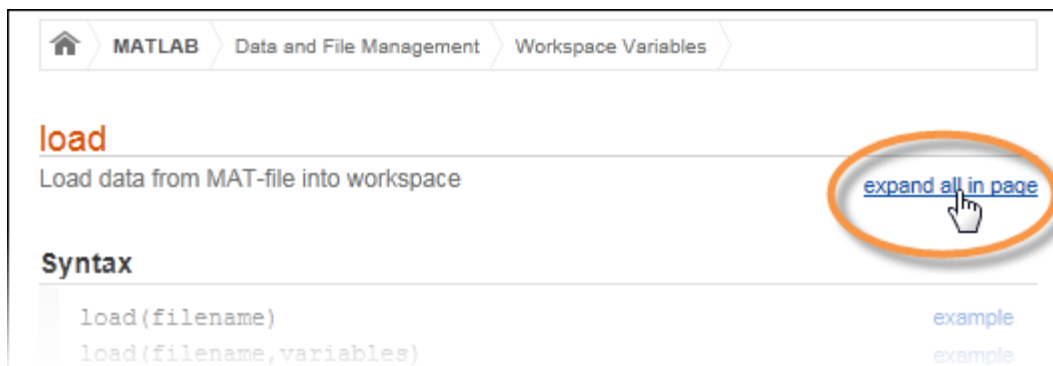 MATLAB Data and File Management Workspace Variables
load
Load data from MAT-file into workspace
expand all in page
Syntax
load(filename) example
load(filename,variables) example